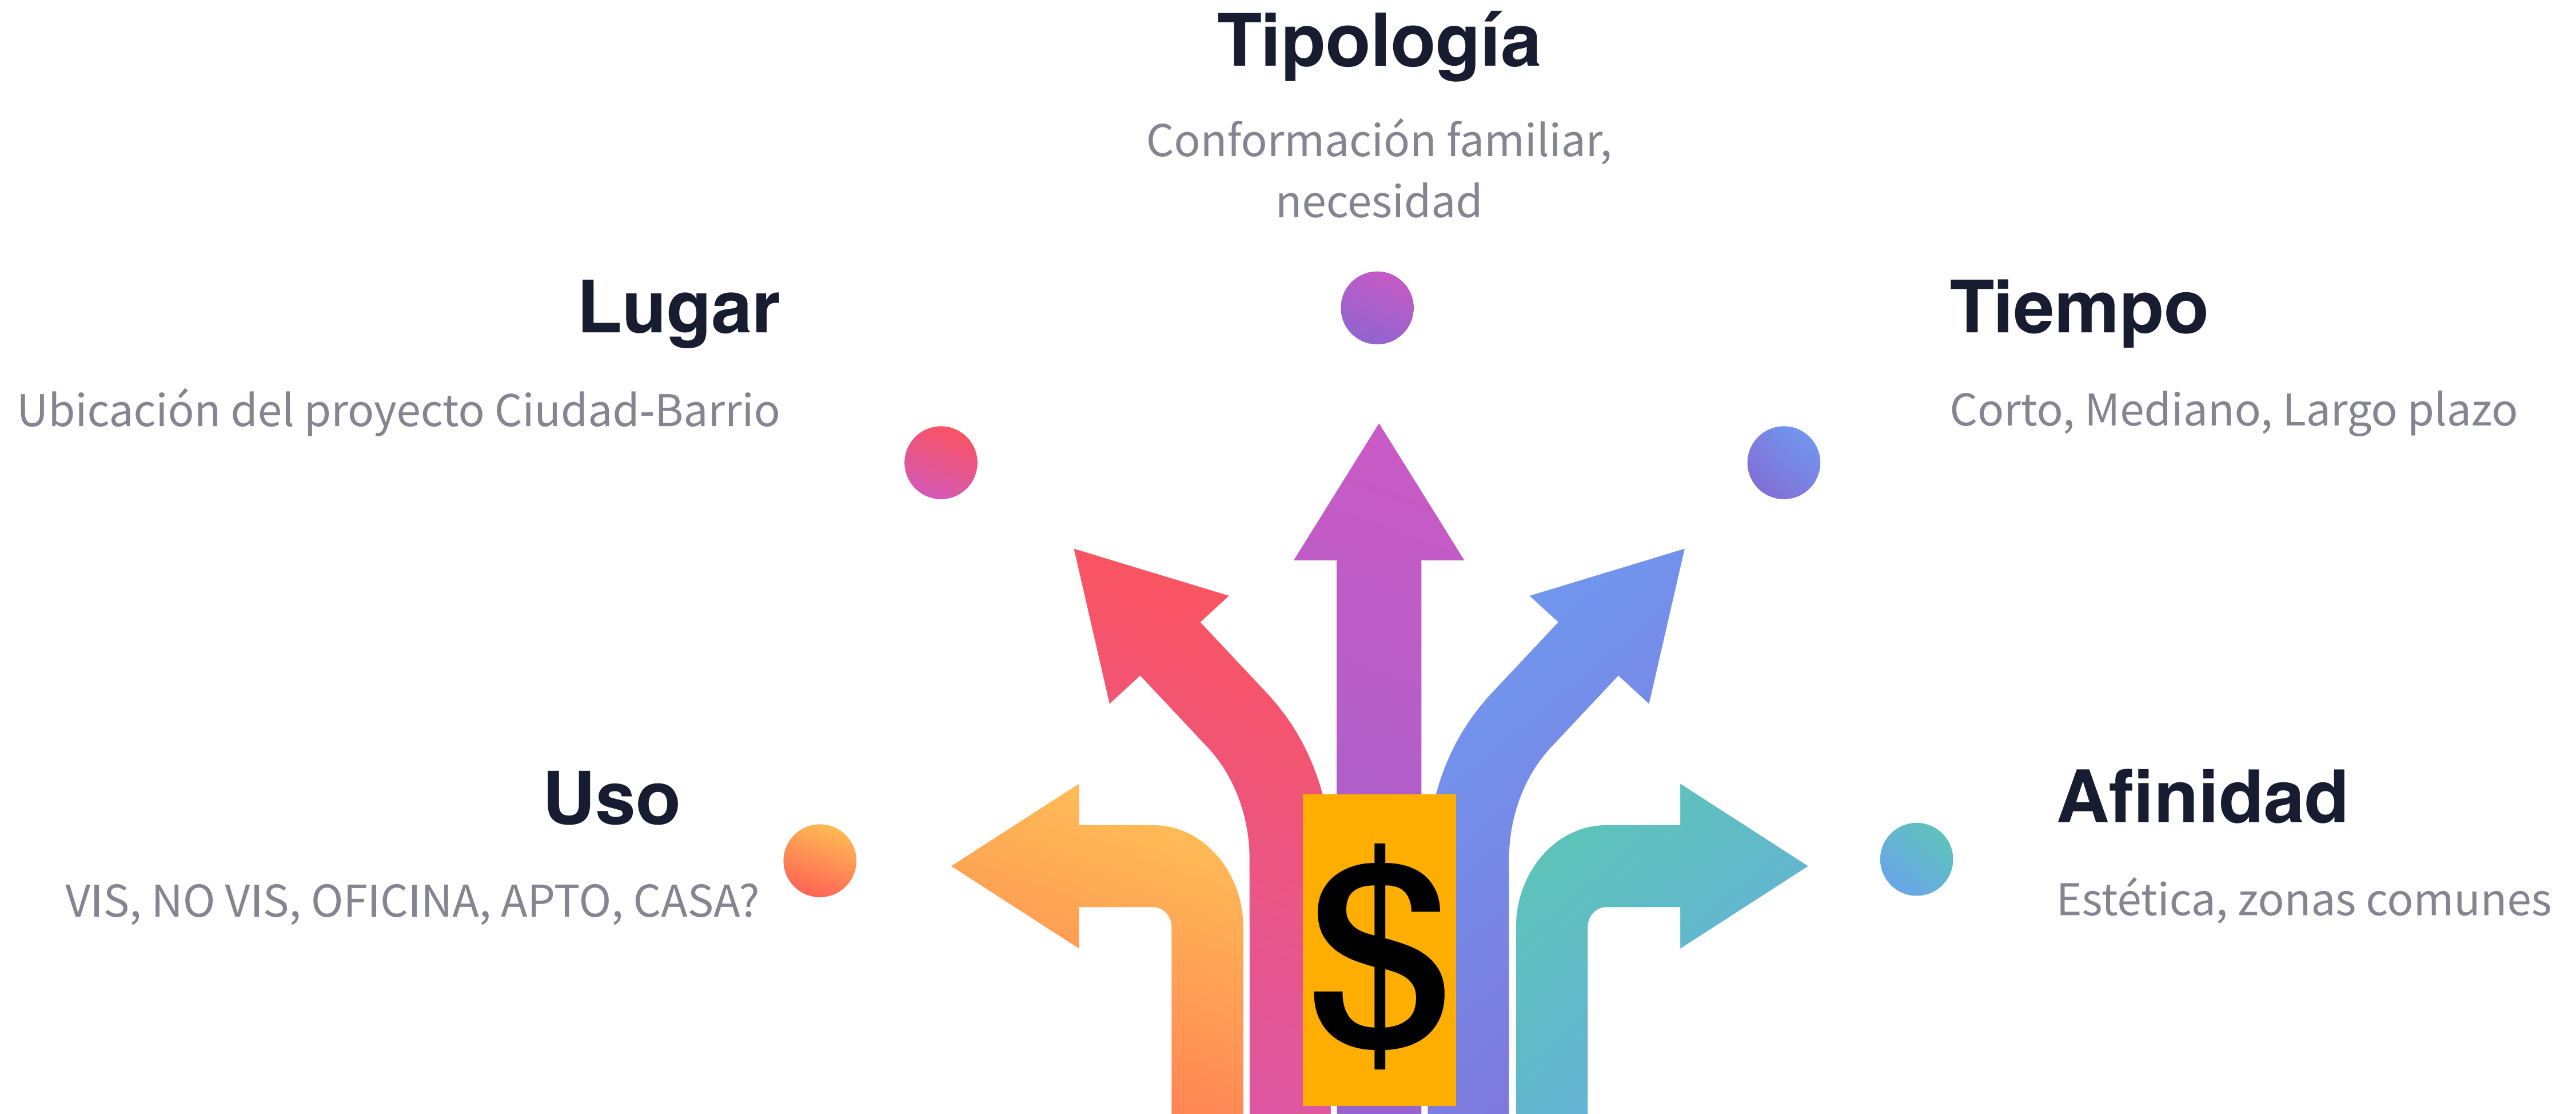 Tipología
Conformación familiar,
necesidad
Lugar
Ubicación del proyecto Ciudad-Barrio
Tiempo
Corto, Mediano, Largo plazo
Uso
VIS, NO VIS, OFICINA, APTO, CASA?
Afinidad
Estética, zonas comunes
$